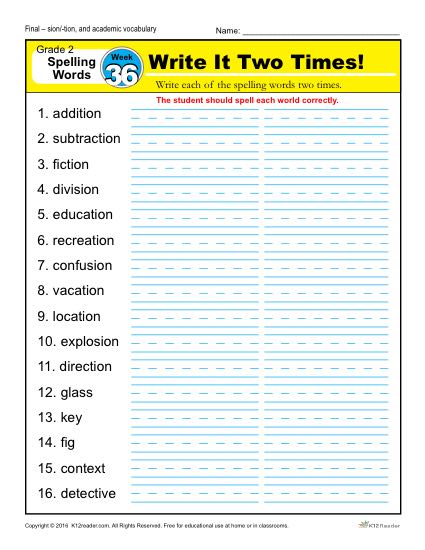 Final – sion/-tion, and academic vocabulary
Name:
Grade 2
Spelling
Words
Week
36
Write It Two Times!
Write each of the spelling words two times.
The student should spell each world correctly.
1. addition
2. subtraction
3. fiction
4. division
5. education
6. recreation
7. confusion
8. vacation
9. location
10. explosion
11. direction
12. glass
13. key
14. fig
15. context
16. detective
Copyright © 2016 K12reader.com. All Rights Reserved. Free for educational use at home or in classrooms.
K12Reader